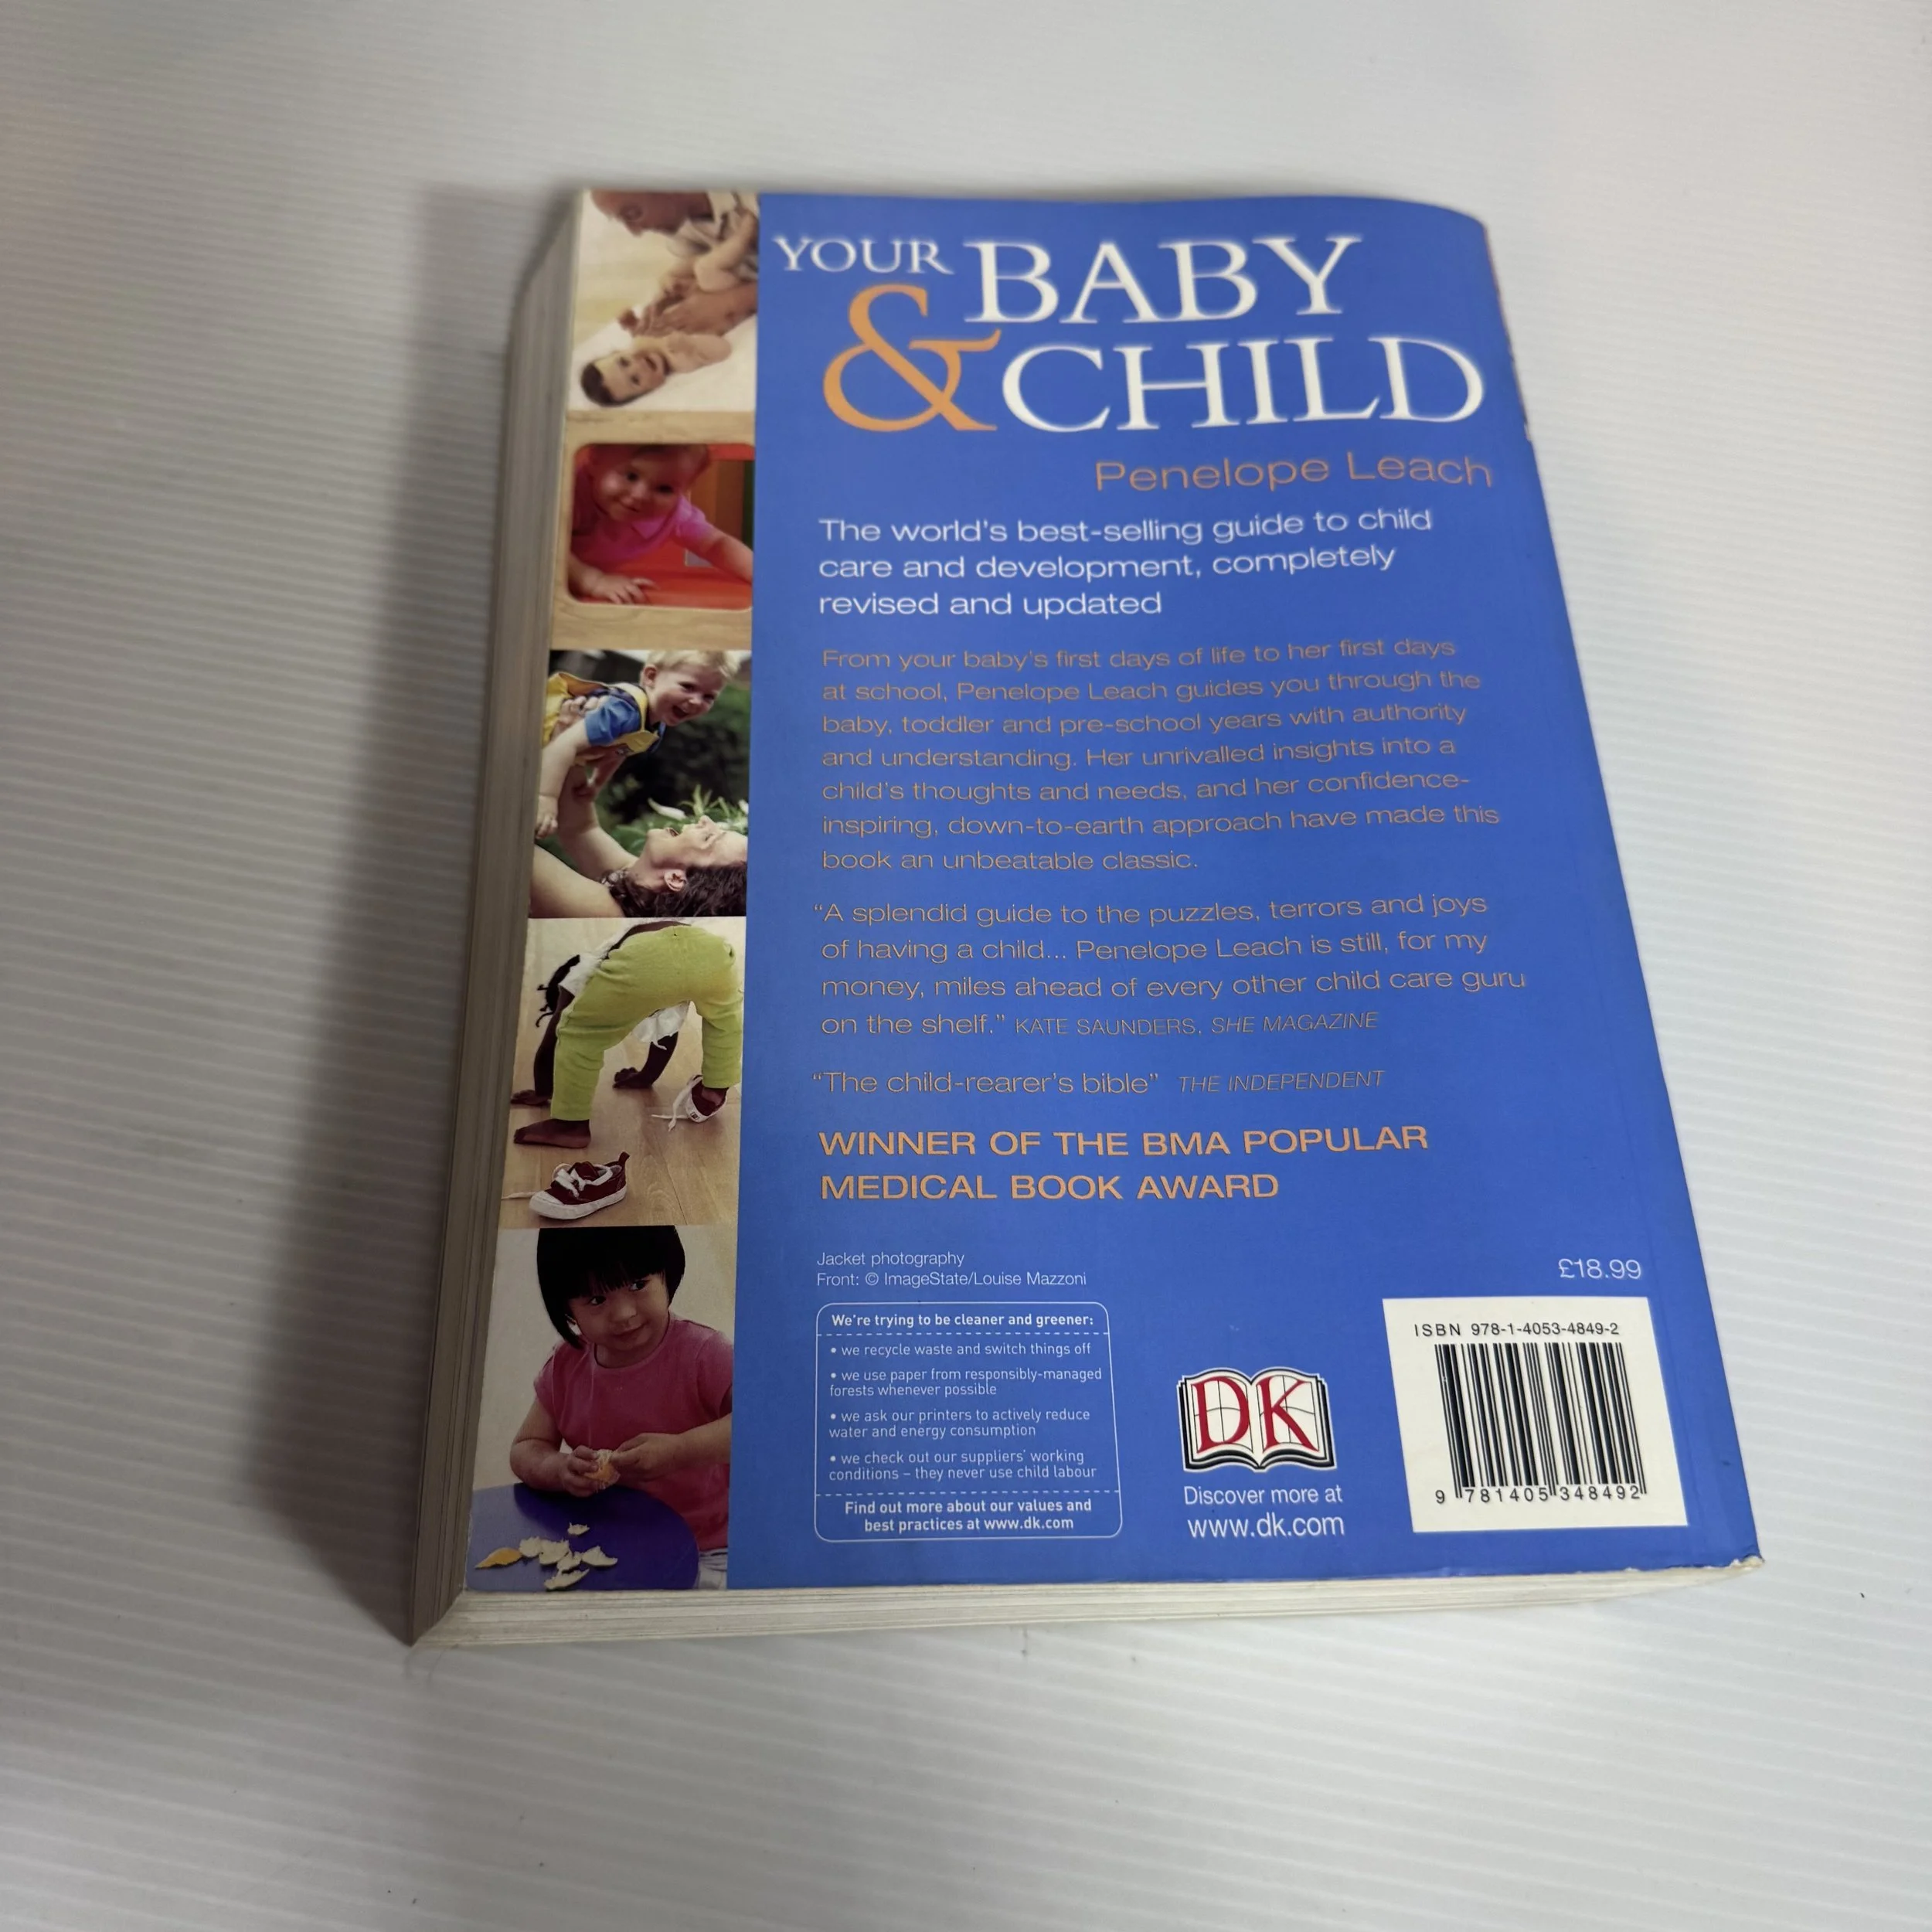 YOUR BABY
& CHILD
Penelope Leach
The world's best-selling guide to child
care and development, completely
revised and updated
From your baby's first days of life to her first days
at school, Penelope Leach guides you through the
baby, toddler and pre-school years with authority
and understanding. Her unrivalled insights into a
child's thoughts and needs, and her confidence-
inspiring, down-to-earth approach have made this
book an unbeatable classic.
“A splendid guide to the puzzles, terrors and joys
of having a child... Penelope Leach is still, for my
money, miles ahead of every other child care guru
on the shelf.” KATE SAUNDERS, SHE MAGAZINE
“The child-rearer's bible” THE INDEPENDENT
WINNER OF THE BMA POPULAR
MEDICAL BOOK AWARD
Jacket photography
Front: © ImageState/Louise Mazzoni
£18.99
We're trying to be cleaner and greener:
• we recycle waste and switch things off
• we use paper from responsibly-managed
forests whenever possible
• we ask our printers to actively reduce
water and energy consumption
• we check out our suppliers' working
conditions – they never use child labour
Find out more about our values and
best practices at www.dk.com
DK
Discover more at
www.dk.com
ISBN 978-1-4053-4849-2
9 781405 348492